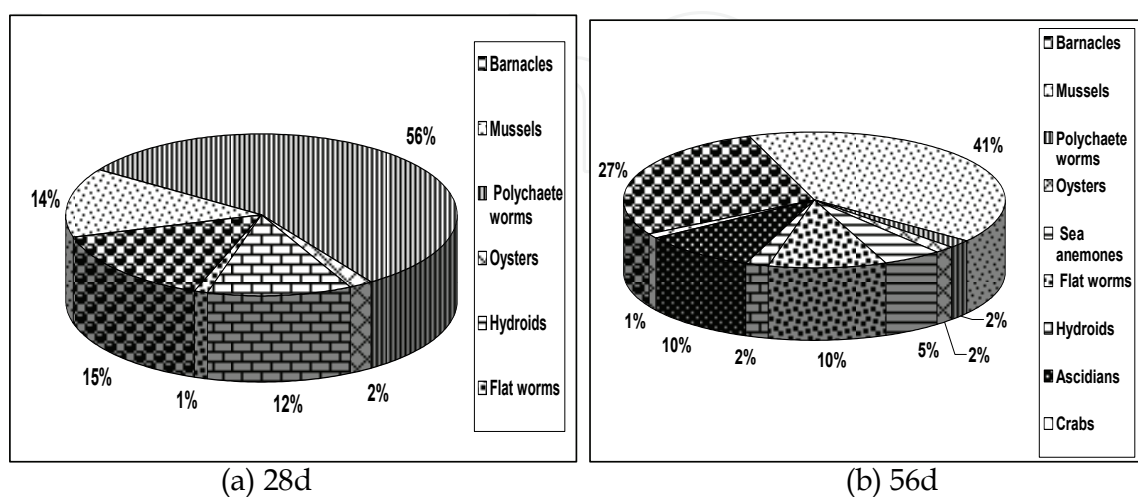 56%
14%
15%
1%
12%
2%
Barnacles
Mussels
Polychaete
worms
Oysters
Hydroids
Flat worms
(a) 28d
41%
27%
1%
10%
2%
10%
5%
2%
2%
Barnacles
Mussels
Polychaete
worms
Oysters
Sea
anemones
Flat worms
Hydroids
Ascidians
Crabs
(b) 56d